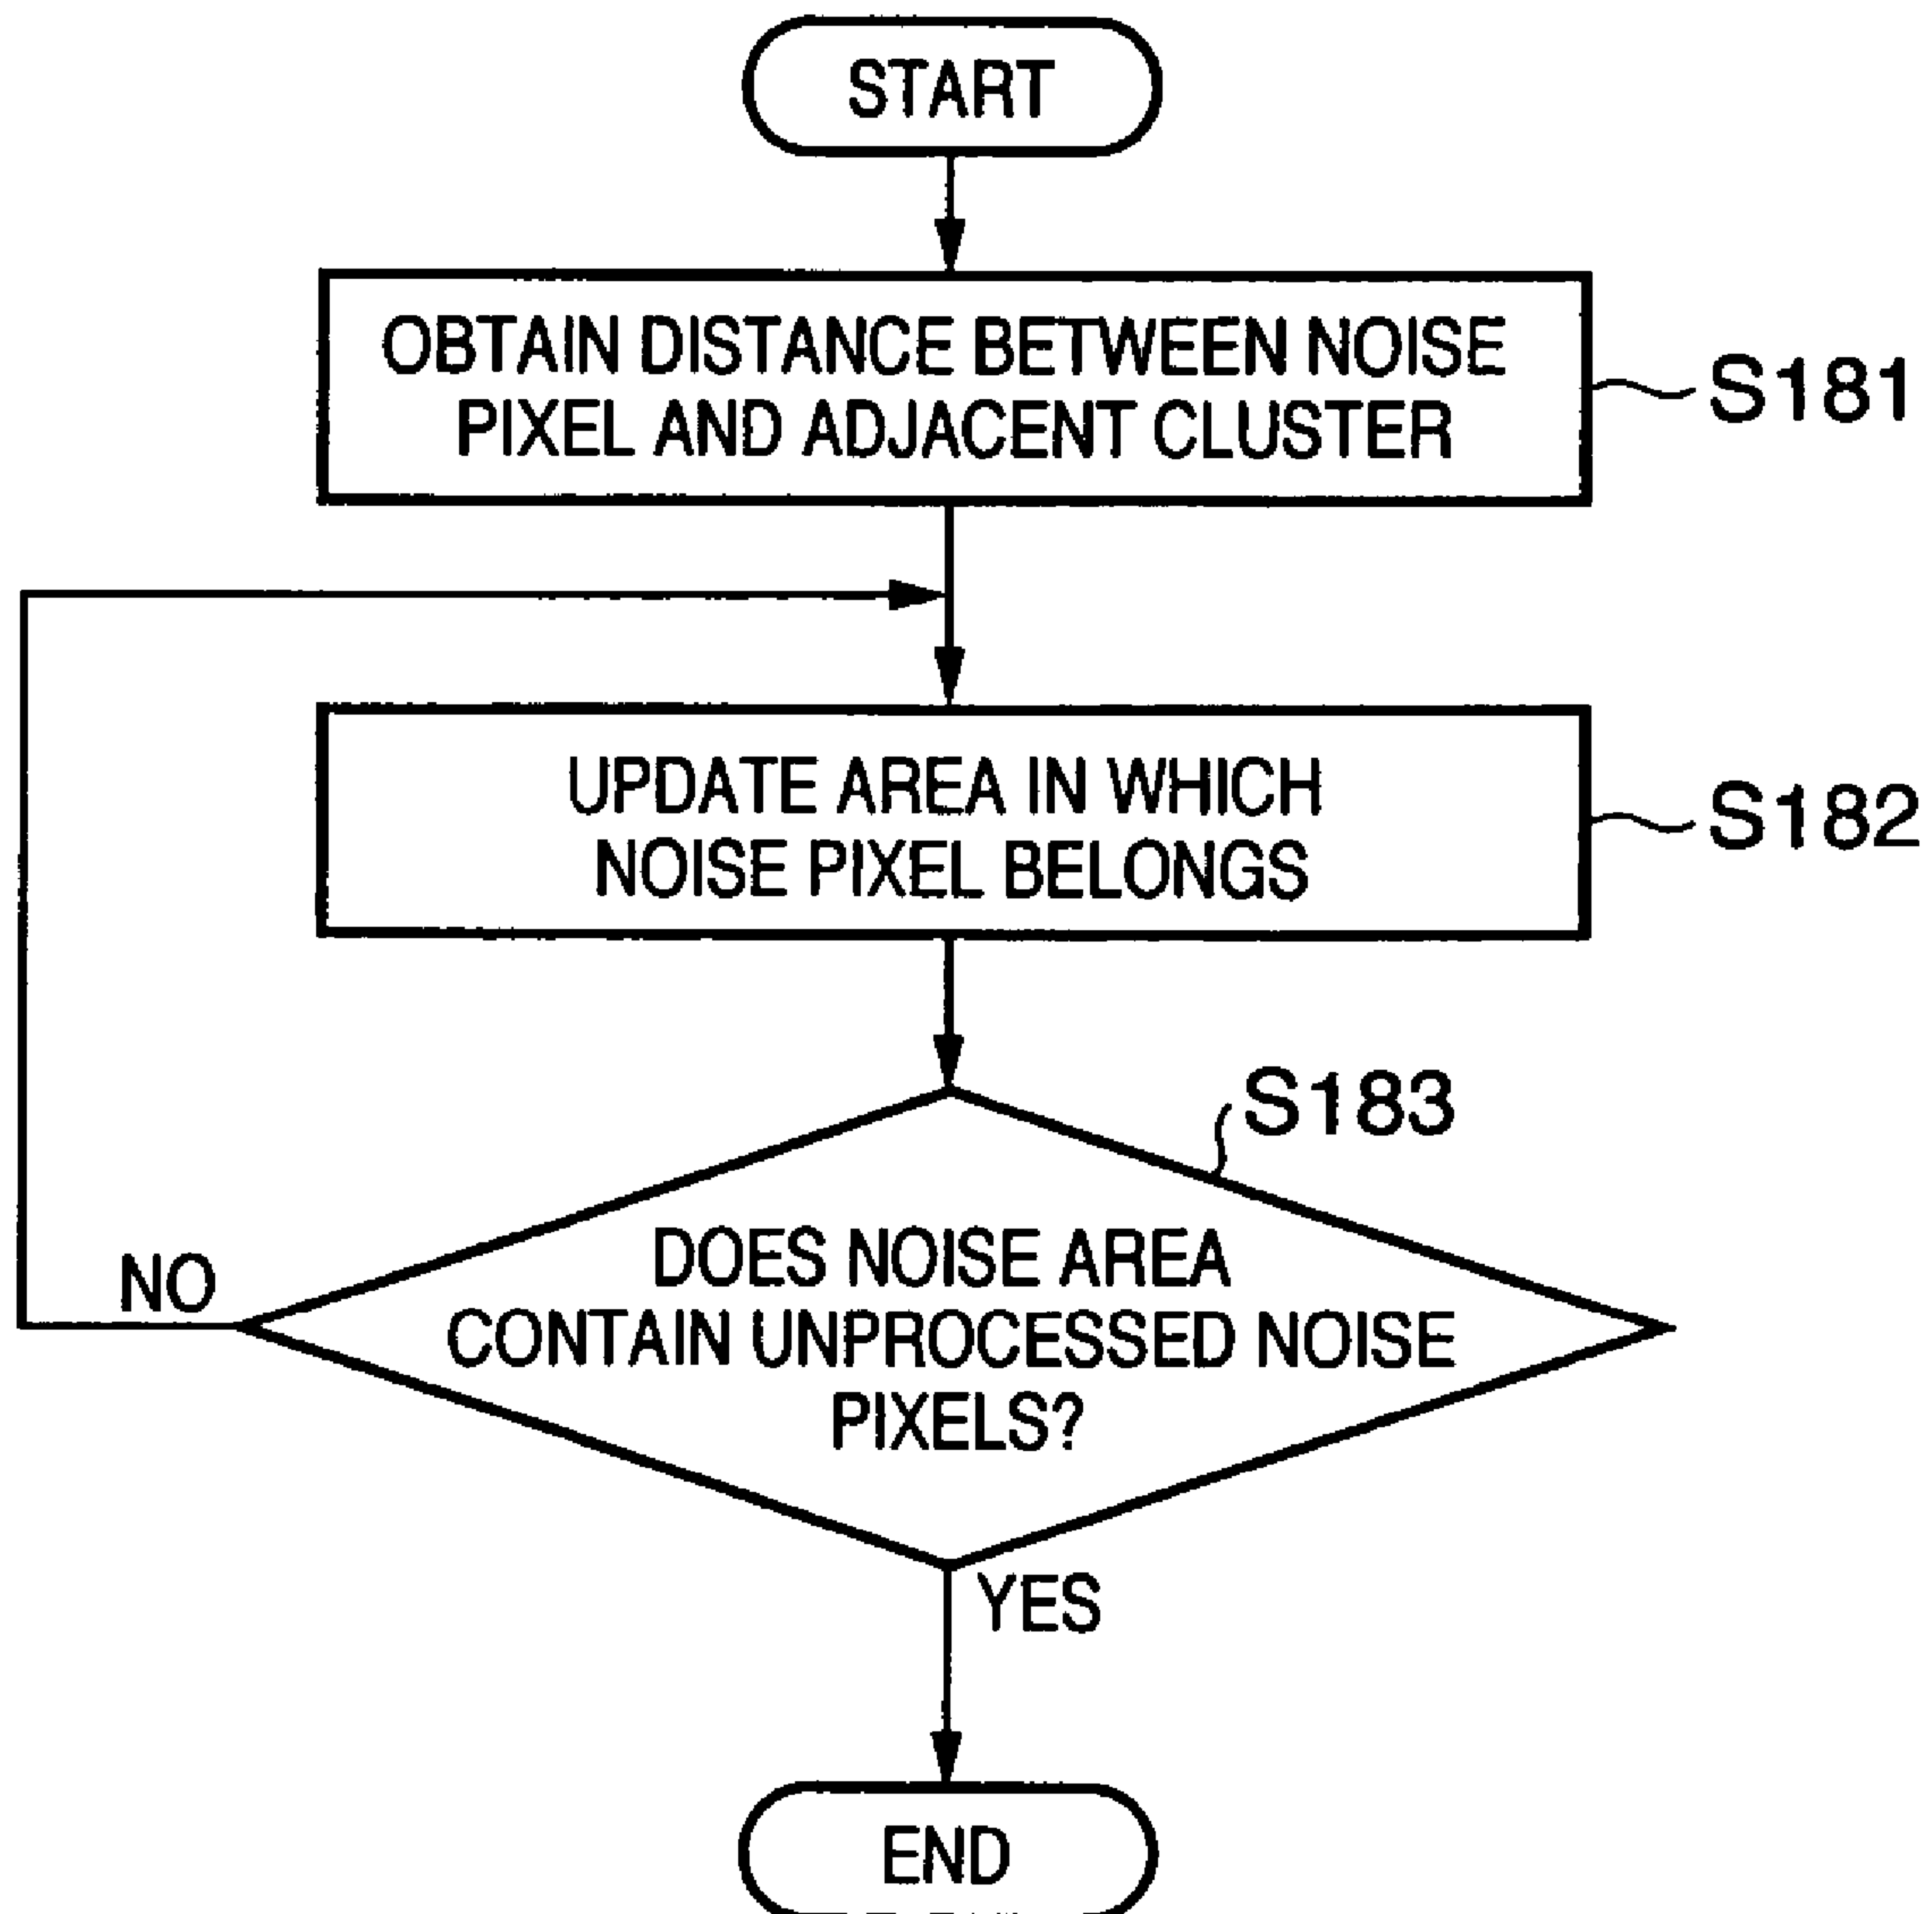 START
OBTAIN DISTANCE BETWEEN NOISE
PIXEL AND ADJACENT CLUSTER
S181
UPDATE AREA IN WHICH
NOISE PIXEL BELONGS
S182
S183
DOES NOISE AREA
CONTAIN UNPROCESSED NOISE
PIXELS?
NO
YES
END